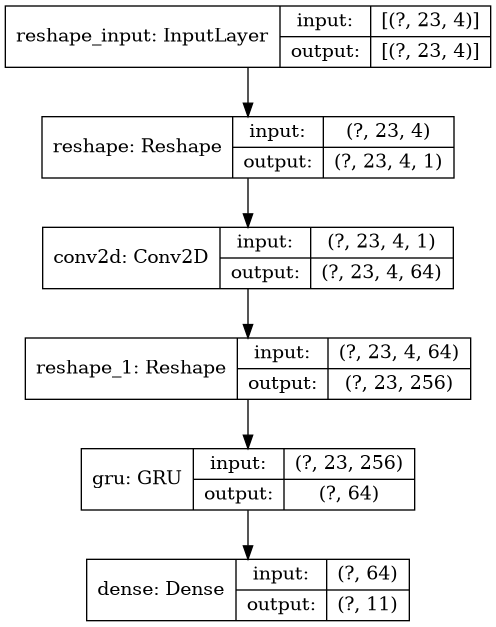 reshape_input: InputLayer
input:
[(?, 23, 4)]
output:
[(?, 23, 4)]
reshape: Reshape
input:
(?, 23, 4)
output:
(?, 23, 4, 1)
conv2d: Conv2D
input:
(?, 23, 4, 1)
output:
(?, 23, 4, 64)
reshape_1: Reshape
input:
(?, 23, 4, 64)
output:
(?, 23, 256)
gru: GRU
input:
(?, 23, 256)
output:
(?, 64)
dense: Dense
input:
(?, 64)
output:
(?, 11)